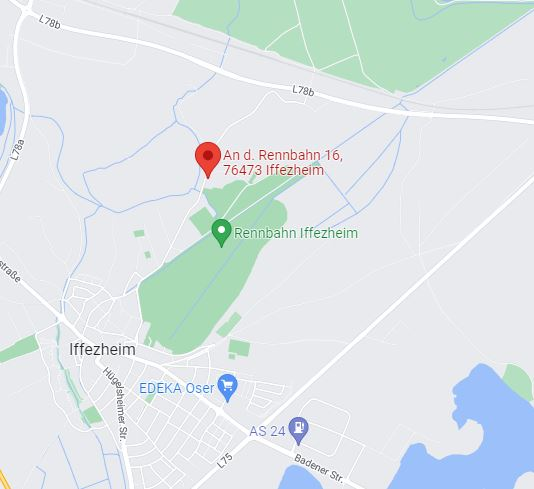 L78b
L78b
L78a
An d. Rennbahn 16,
76473 Iffezheim
Rennbahn Iffezheim
straße
Iffezheim
Hügelsheimer Str.
EDEKA Oser
AS 24
L75
Badener Str.